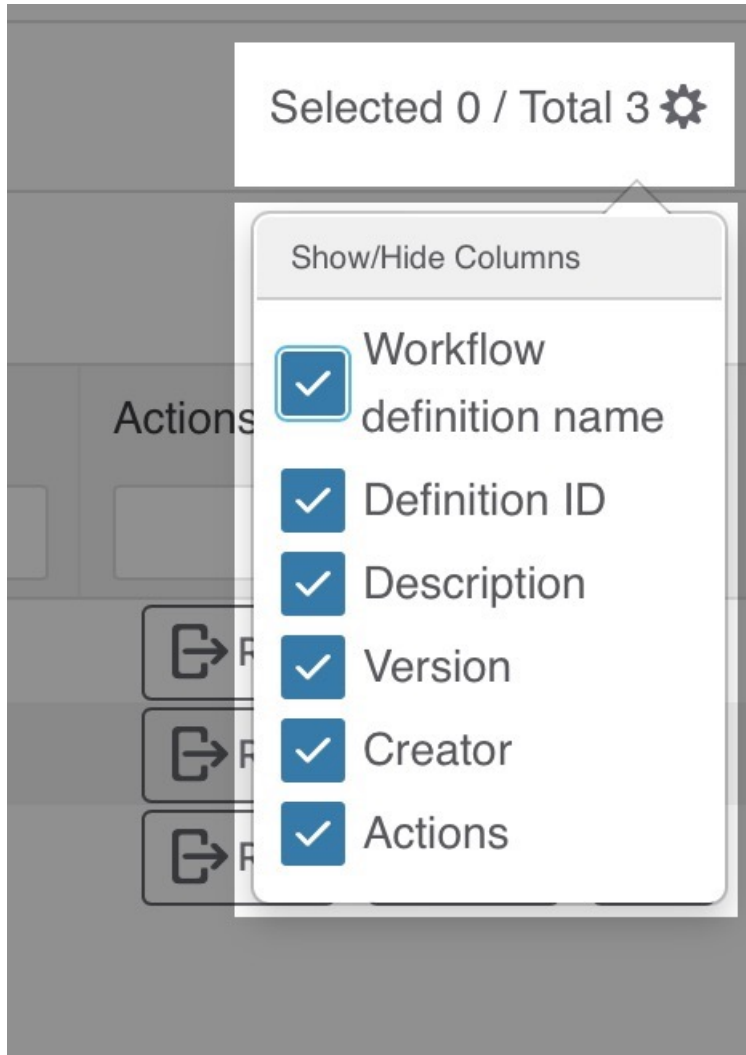 Selected 0 / Total 3
Show/Hide Columns
Workflow
definition name
Actions
Definition ID
Description
Version
Creator
Actions